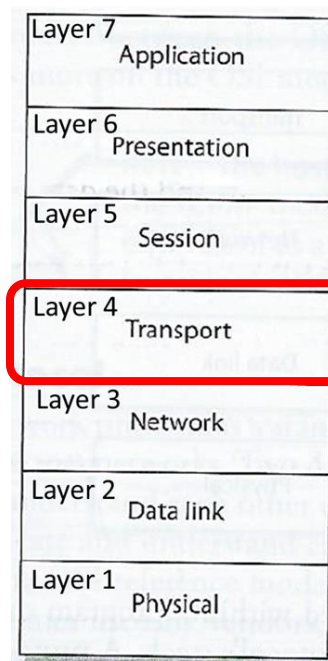 Layer 7
Application
Layer 6
Presentation
Layer 5
Session
Layer 4
Transport
Layer 3
Network
Layer 2
Data link
Layer 1
Physical